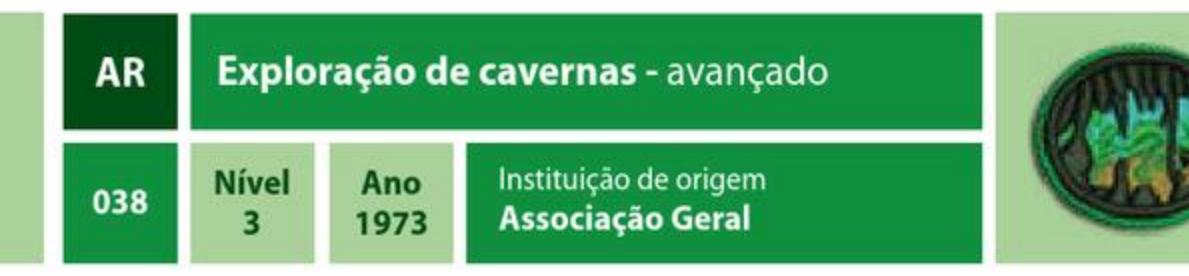 AR
Exploração de cavernas - avançado
038
Nível
3
Ano
1973
Instituição de origem
Associação Geral